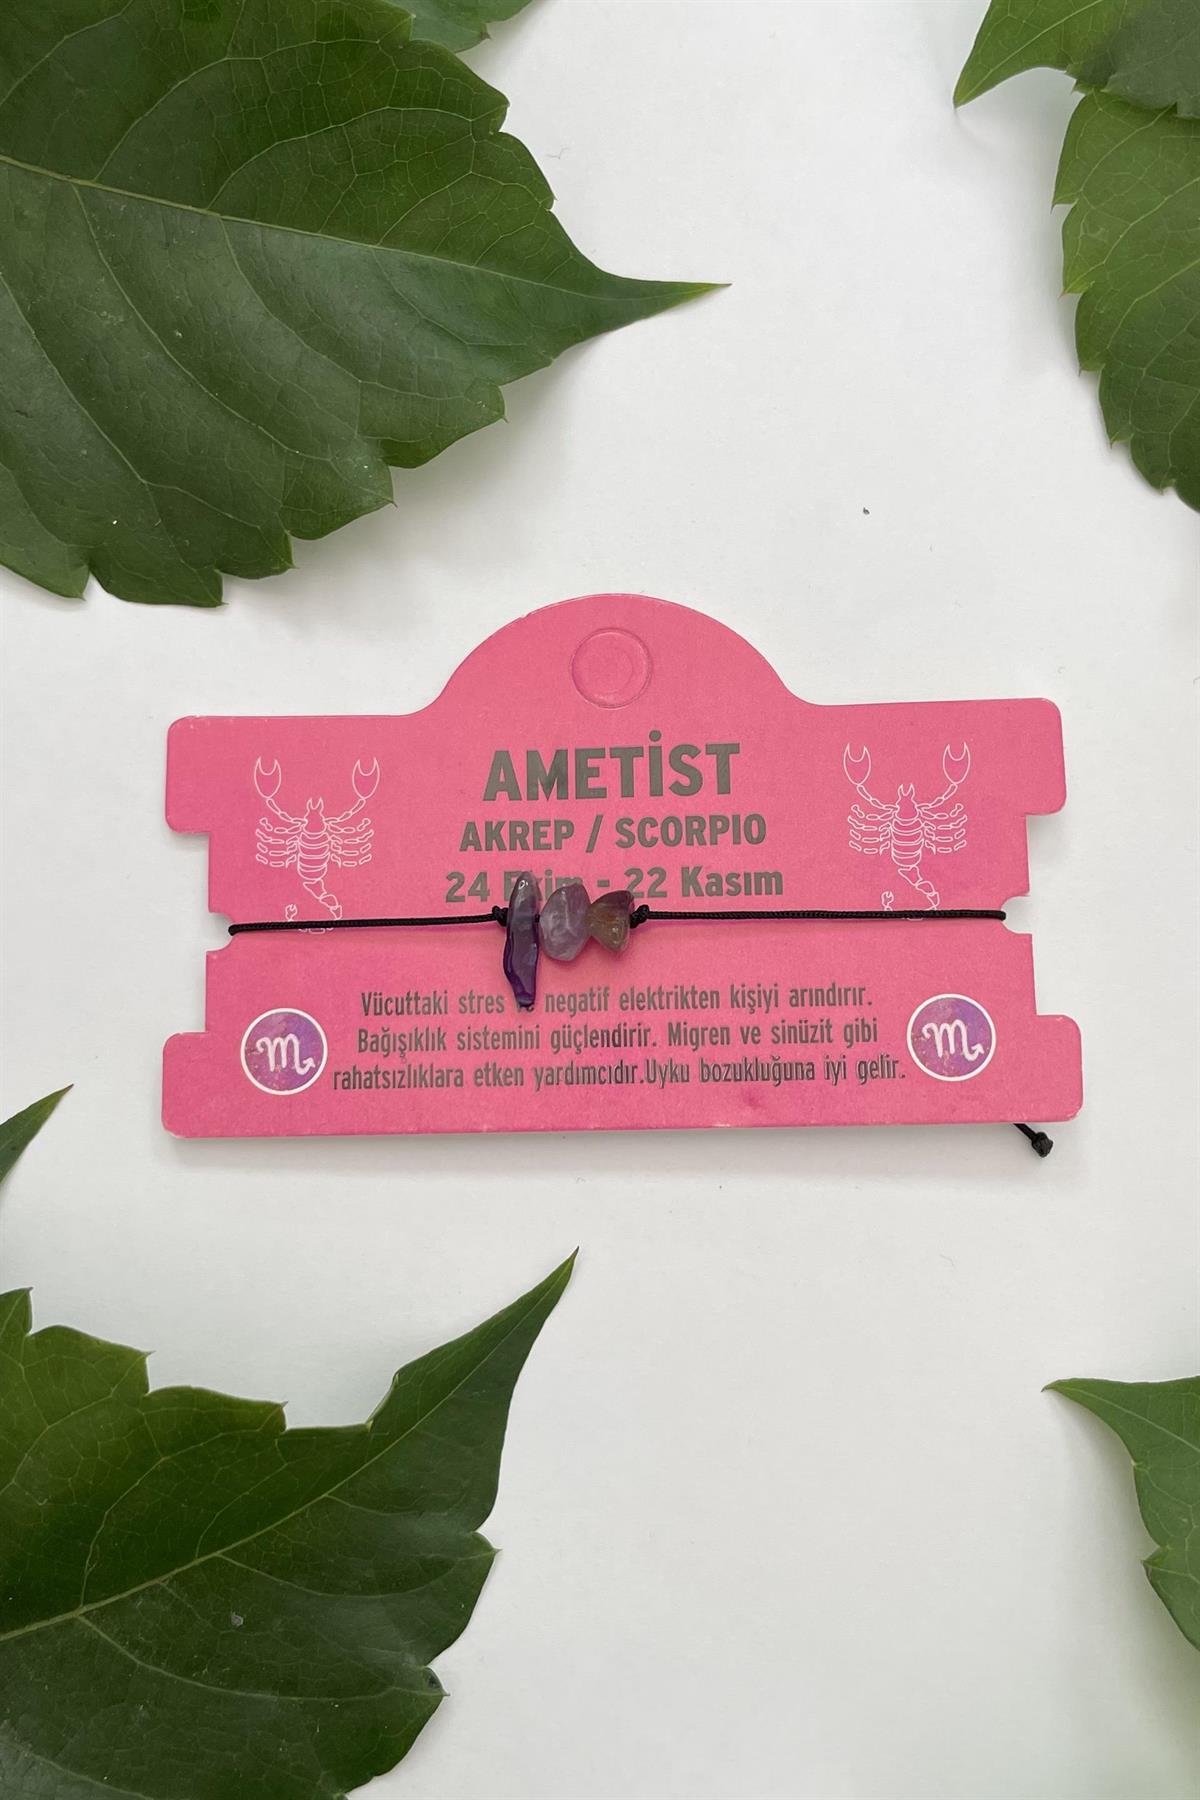 AMETİST
AKREP / SCORPIO
24 Ekim - 22 Kasım
Vücuttaki stres ve negatif elektrikten kişiyi arındırır.
Bağışıklık sistemini güçlendirir. Migren ve sinüzit gibi
rahatsızlıklara etken yardımcıdır.Uyku bozukluğuna iyi gelir.